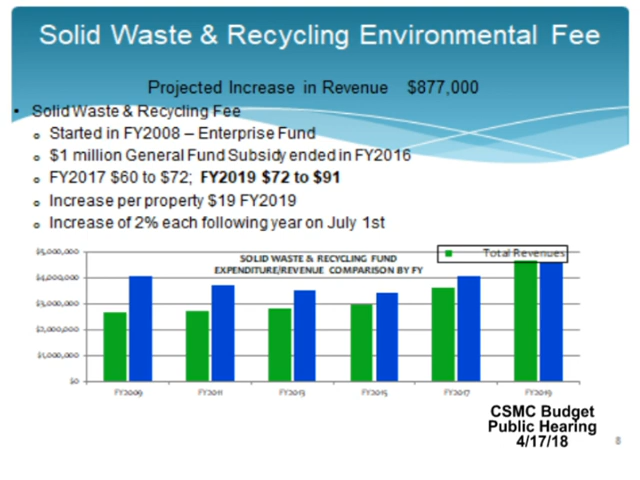 Solid Waste & Recycling Environmental Fee
Projected Increase in Revenue $877,000
• Solid Waste & Recycling Fee
o Started in FY2008 – Enterprise Fund
o $1 million General Fund Subsidy ended in FY2016
o FY2017 $60 to $72; FY2019 $72 to $91
o Increase per property $19 FY2019
o Increase of 2% each following year on July 1st
SOLID WASTE & RECYCLING FUND
EXPENDITURE/REVENUE COMPARISON BY FY
Total Revenues
$5,000,000
$4,000,000
$3,000,000
$2,000,000
$1,000,000
$0
FY2009 FY2011 FY2013 FY2015 FY2017 FY2019
CSMC Budget
Public Hearing
4/17/18
8